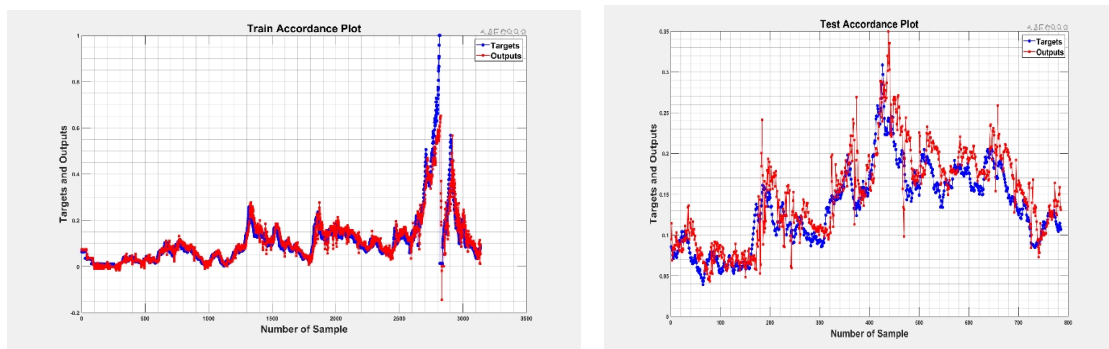 Train Accordance Plot
Targets
Outputs
Targets and Outputs
1
0.8
0.6
0.4
0.2
0
-0.2
0 500 1000 1500 2000 2500 3000 3500
Number of Sample
Test Accordance Plot
Targets
Outputs
Targets and Outputs
0.35
0.3
0.25
0.2
0.15
0.1
0.05
0
0 100 200 300 400 500 600 700 800
Number of Sample